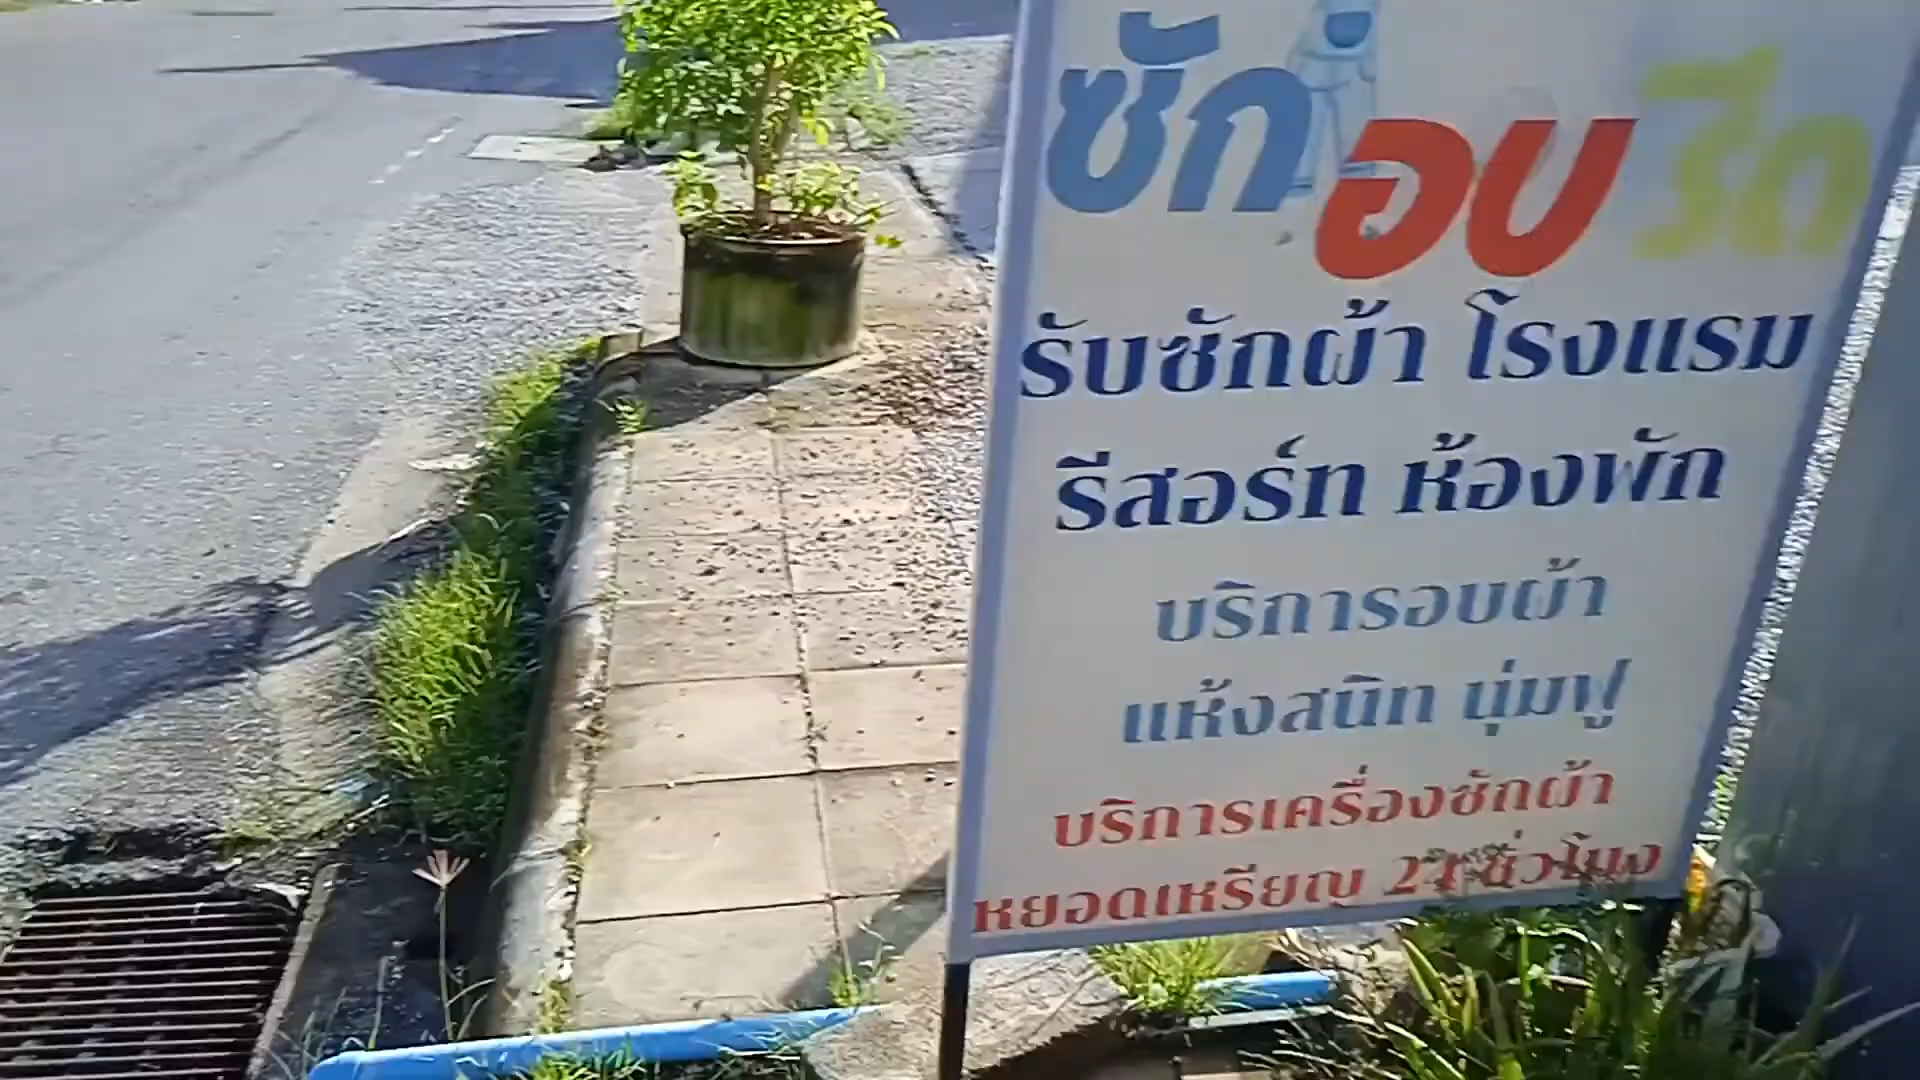 ซัก อบ รีด
รับซักผ้า โรงแรม
รีสอร์ท ห้องพัก
บริการอบผ้า
แห้งสนิท นุ่มฟู
บริการเครื่องซักผ้า
หยอดเหรียญ 24 ชั่วโมง